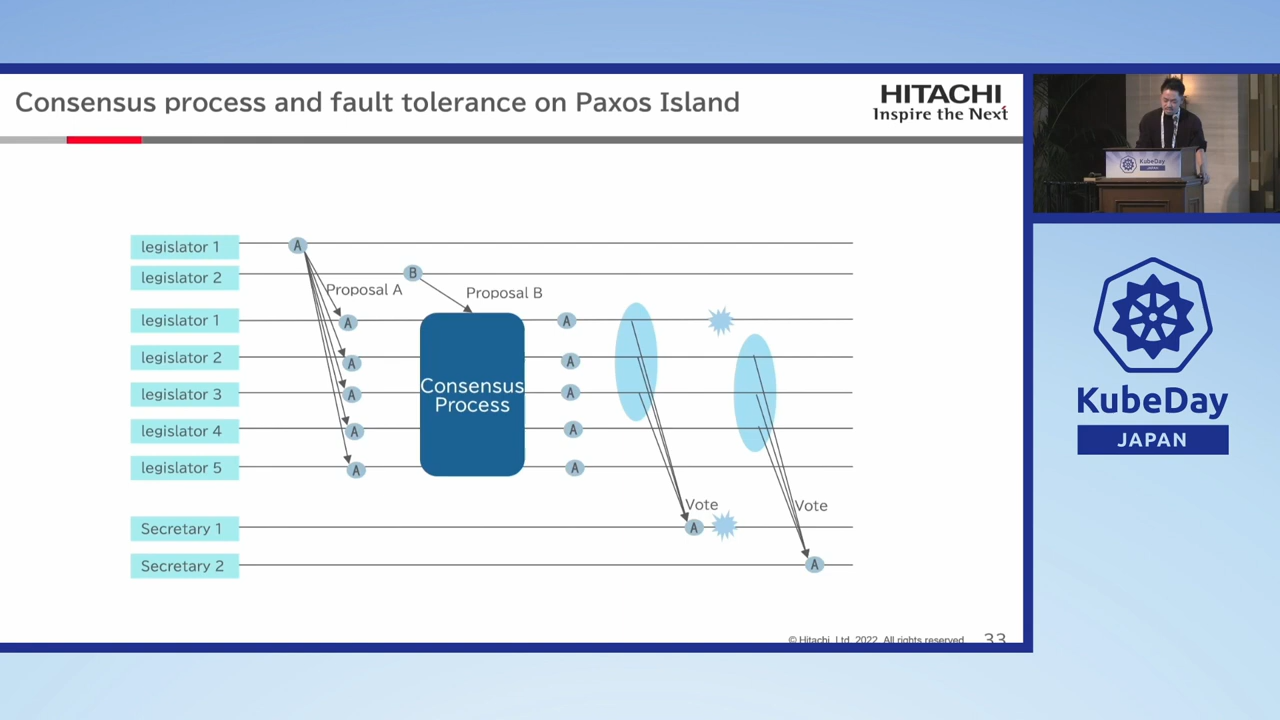 Consensus process and fault tolerance on Paxos Island
HITACHI
Inspire the Next
legislator 1
A
legislator 2
B
Proposal A
Proposal B
legislator 1
A
A
legislator 2
A
A
legislator 3
A
A
legislator 4
A
A
legislator 5
A
A
Consensus
Process
Vote
Vote
Secretary 1
A
Secretary 2
A
© Hitachi, Ltd. 2022. All rights reserved.
33
KubeDay
JAPAN
KubeDay
JAPAN